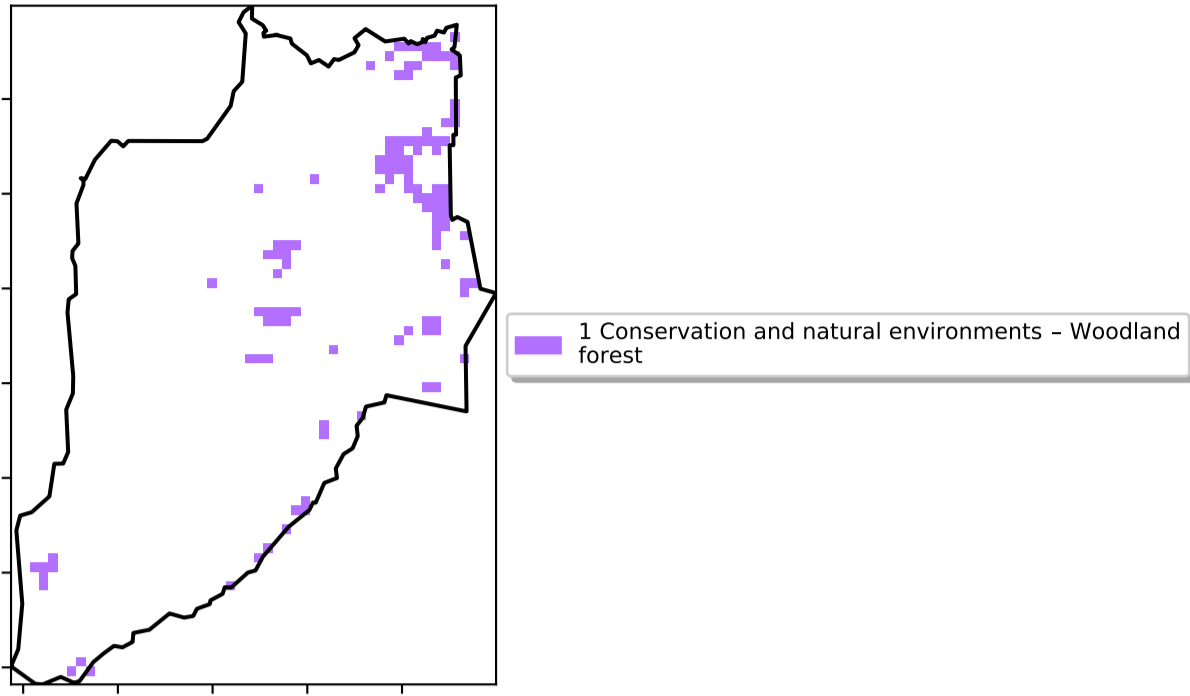 1 Conservation and natural environments – Woodland
forest